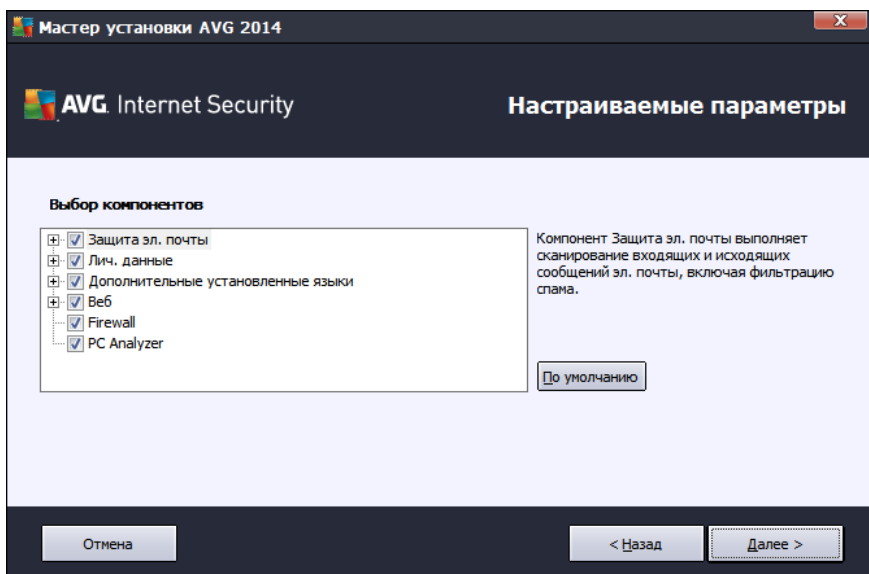 Мастер установки AVG 2014
X
AVG. Internet Security
Настраиваемые параметры
Выбор компонентов
Защита эл. почты
Лич. данные
Дополнительные установленные языки
Веб
Firewall
PC Analyzer
Компонент Защита эл. почты выполняет
сканирование входящих и исходящих
сообщений эл. почты, включая фильтрацию
спама.
По умолчанию
Отмена
< Назад
Далее >